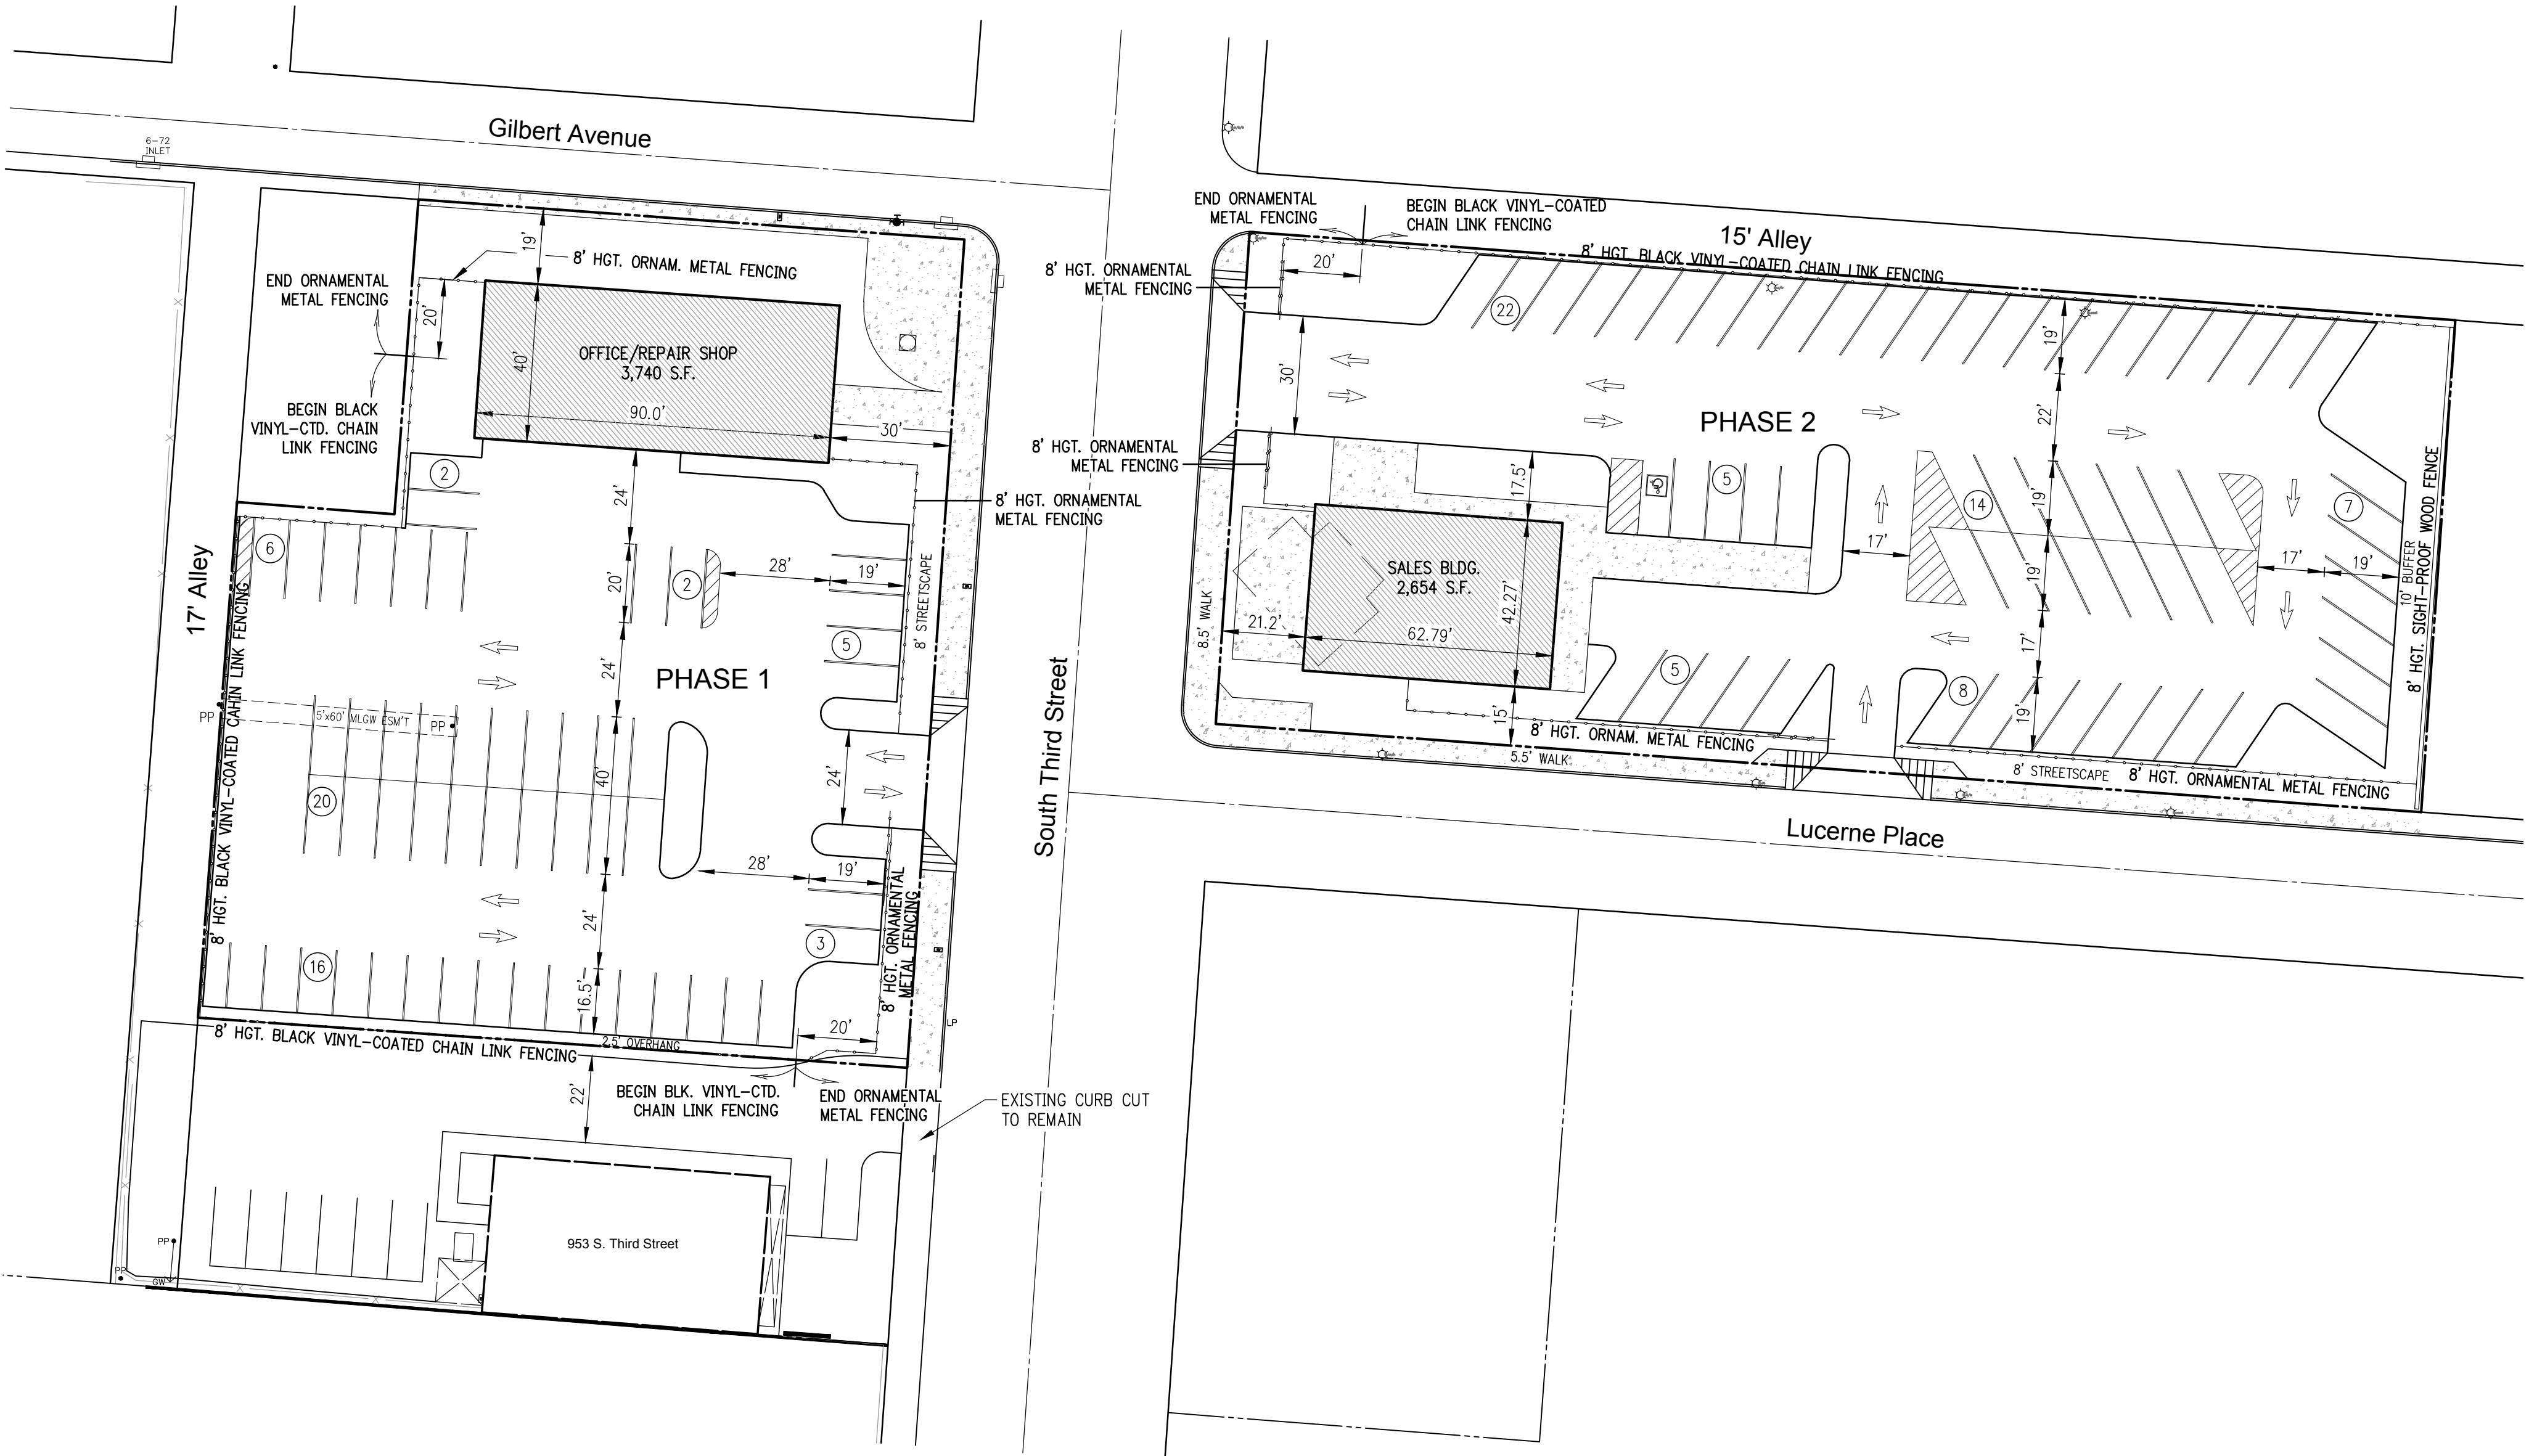 Gilbert Avenue
6-72
INLET
19'
8' HGT. ORNAM. METAL FENCING
END ORNAMENTAL
METAL FENCING
20'
OFFICE/REPAIR SHOP
3,740 S.F.
40'
90.0'
30'
BEGIN BLACK
VINYL-CTD. CHAIN
LINK FENCING
2
24'
8' HGT. ORNAMENTAL
METAL FENCING
17' Alley
6
20'
2
28'
19'
8' STREETSCAPE
5
24'
PHASE 1
PP
5'x60' MLGW ESM'T
PP
8' HGT. BLACK VINYL-COATED CAHIN LINK FENCING
20
40'
24'
28'
19'
8' HGT. ORNAMENTAL
METAL FENCING
24'
3
16
16.5'
20'
LP
2.5' OVERHANG
8' HGT. BLACK VINYL-COATED CHAIN LINK FENCING
22'
BEGIN BLK. VINYL-CTD.
CHAIN LINK FENCING
END ORNAMENTAL
METAL FENCING
EXISTING CURB CUT
TO REMAIN
953 S. Third Street
PP
PP
GW
South Third Street
END ORNAMENTAL
METAL FENCING
BEGIN BLACK VINYL-COATED
CHAIN LINK FENCING
15' Alley
8' HGT. BLACK VINYL-COATED CHAIN LINK FENCING
8' HGT. ORNAMENTAL
METAL FENCING
20'
22
19'
30'
PHASE 2
22'
8' HGT. ORNAMENTAL
METAL FENCING
17.5'
5
14
19'
7
17'
19'
17'
19'
10' BUFFER
8' HGT. SIGHT-PROOF WOOD FENCE
SALES BLDG.
2,654 S.F.
42.27'
8.5' WALK
21.2'
62.79'
17'
5
8
15'
19'
8' HGT. ORNAM. METAL FENCING
5.5' WALK
8' STREETSCAPE
8' HGT. ORNAMENTAL METAL FENCING
Lucerne Place